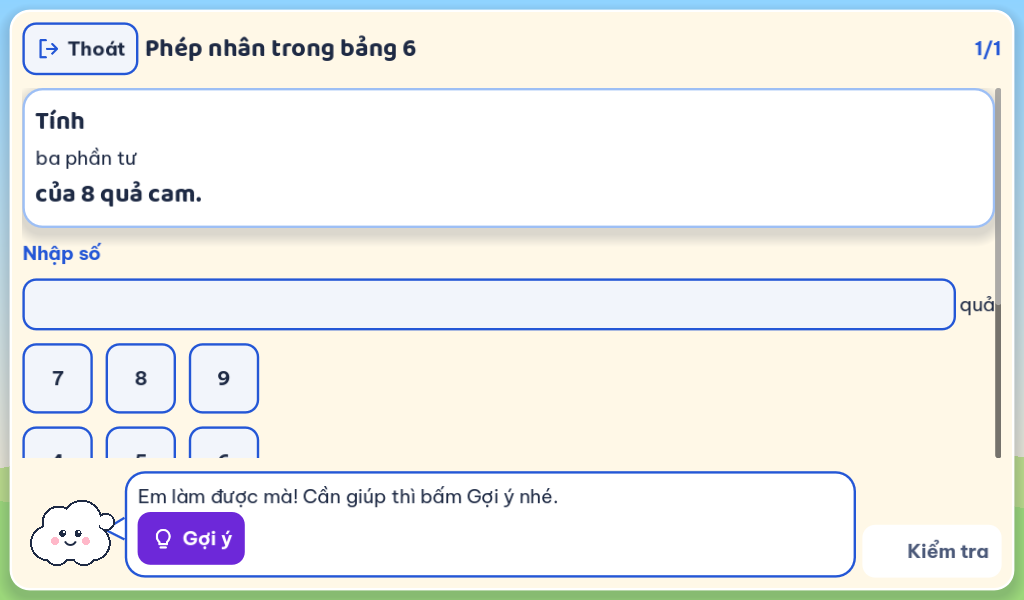 Thoát
Phép nhân trong bảng 6
1/1
Tính
ba phần tư
của 8 quả cam.
Nhập số
quả
7 8 9
Em làm được mà! Cần giúp thì bấm Gợi ý nhé.
Gợi ý
Kiểm tra